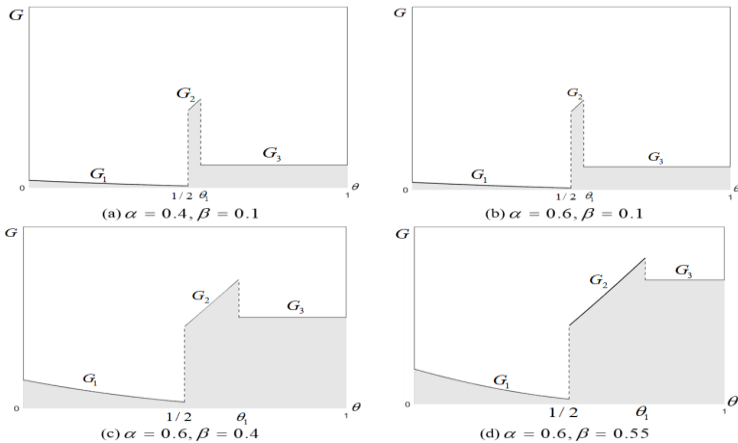 G
G₂
G₁
G₃
0
1/2
θ₁
1
θ
(a) α = 0.4, β = 0.1
G
G₂
G₁
G₃
0
1/2
θ₁
1
θ
(b) α = 0.6, β = 0.1
G
G₂
G₃
G₁
0
1/2
θ₁
1
θ
(c) α = 0.6, β = 0.4
G
G₂
G₃
G₁
0
1/2
θ₁
1
θ
(d) α = 0.6, β = 0.55